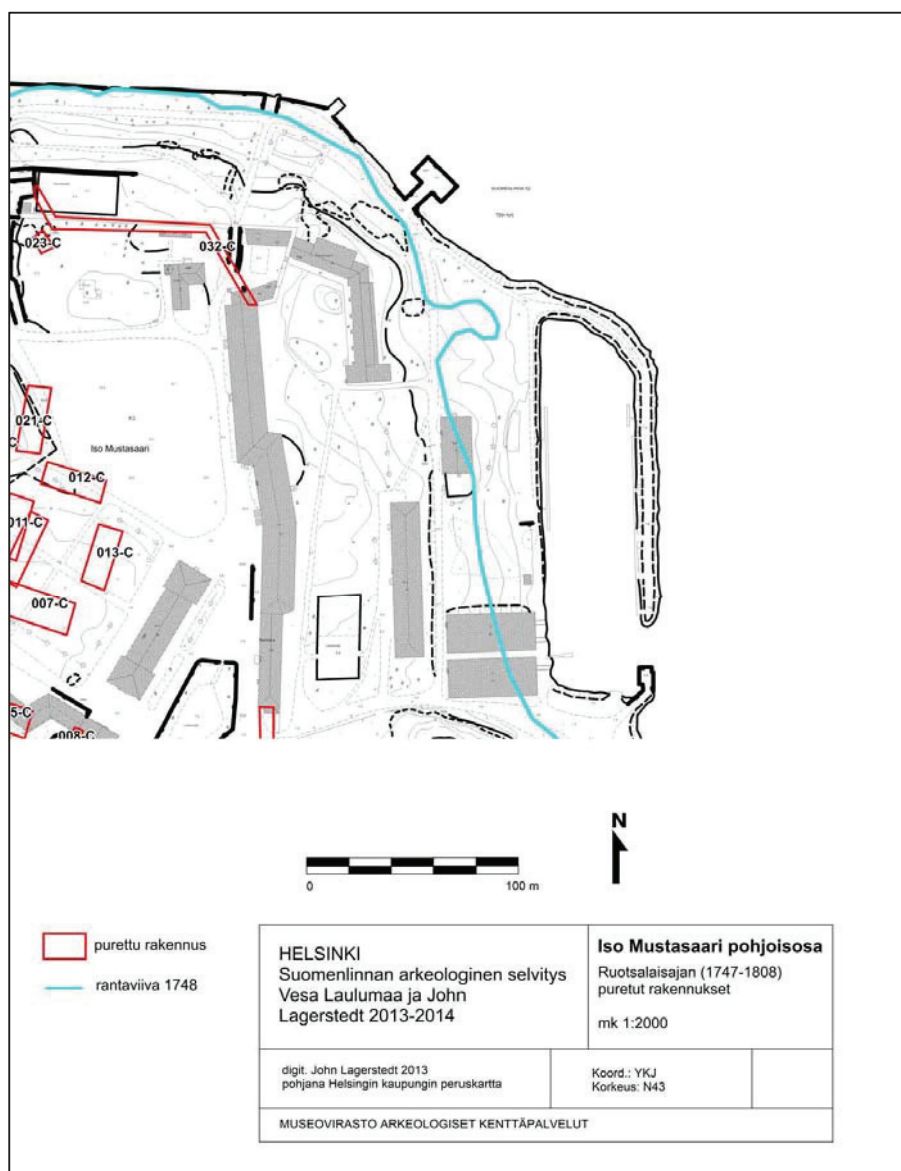 023-C
032-C
021-C
Iso Mustasaari
012-C
011-C
013-C
007-C
5-C
008-C
N
0
100 m
purettu rakennus
rantaviiva 1748
HELSINKI
Suomenlinnan arkeologinen selvitys
Vesa Laulumaa ja John
Lagerstedt 2013-2014
Iso Mustasaari pohjoisosa
Ruotsalaisajan (1747-1808)
puretut rakennukset
mk 1:2000
digit. John Lagerstedt 2013
pohjana Helsingin kaupungin peruskartta
Koord.: YKJ
Korkeus: N43
MUSEOVIRASTO ARKEOLOGISET KENTTÄPALVELUT